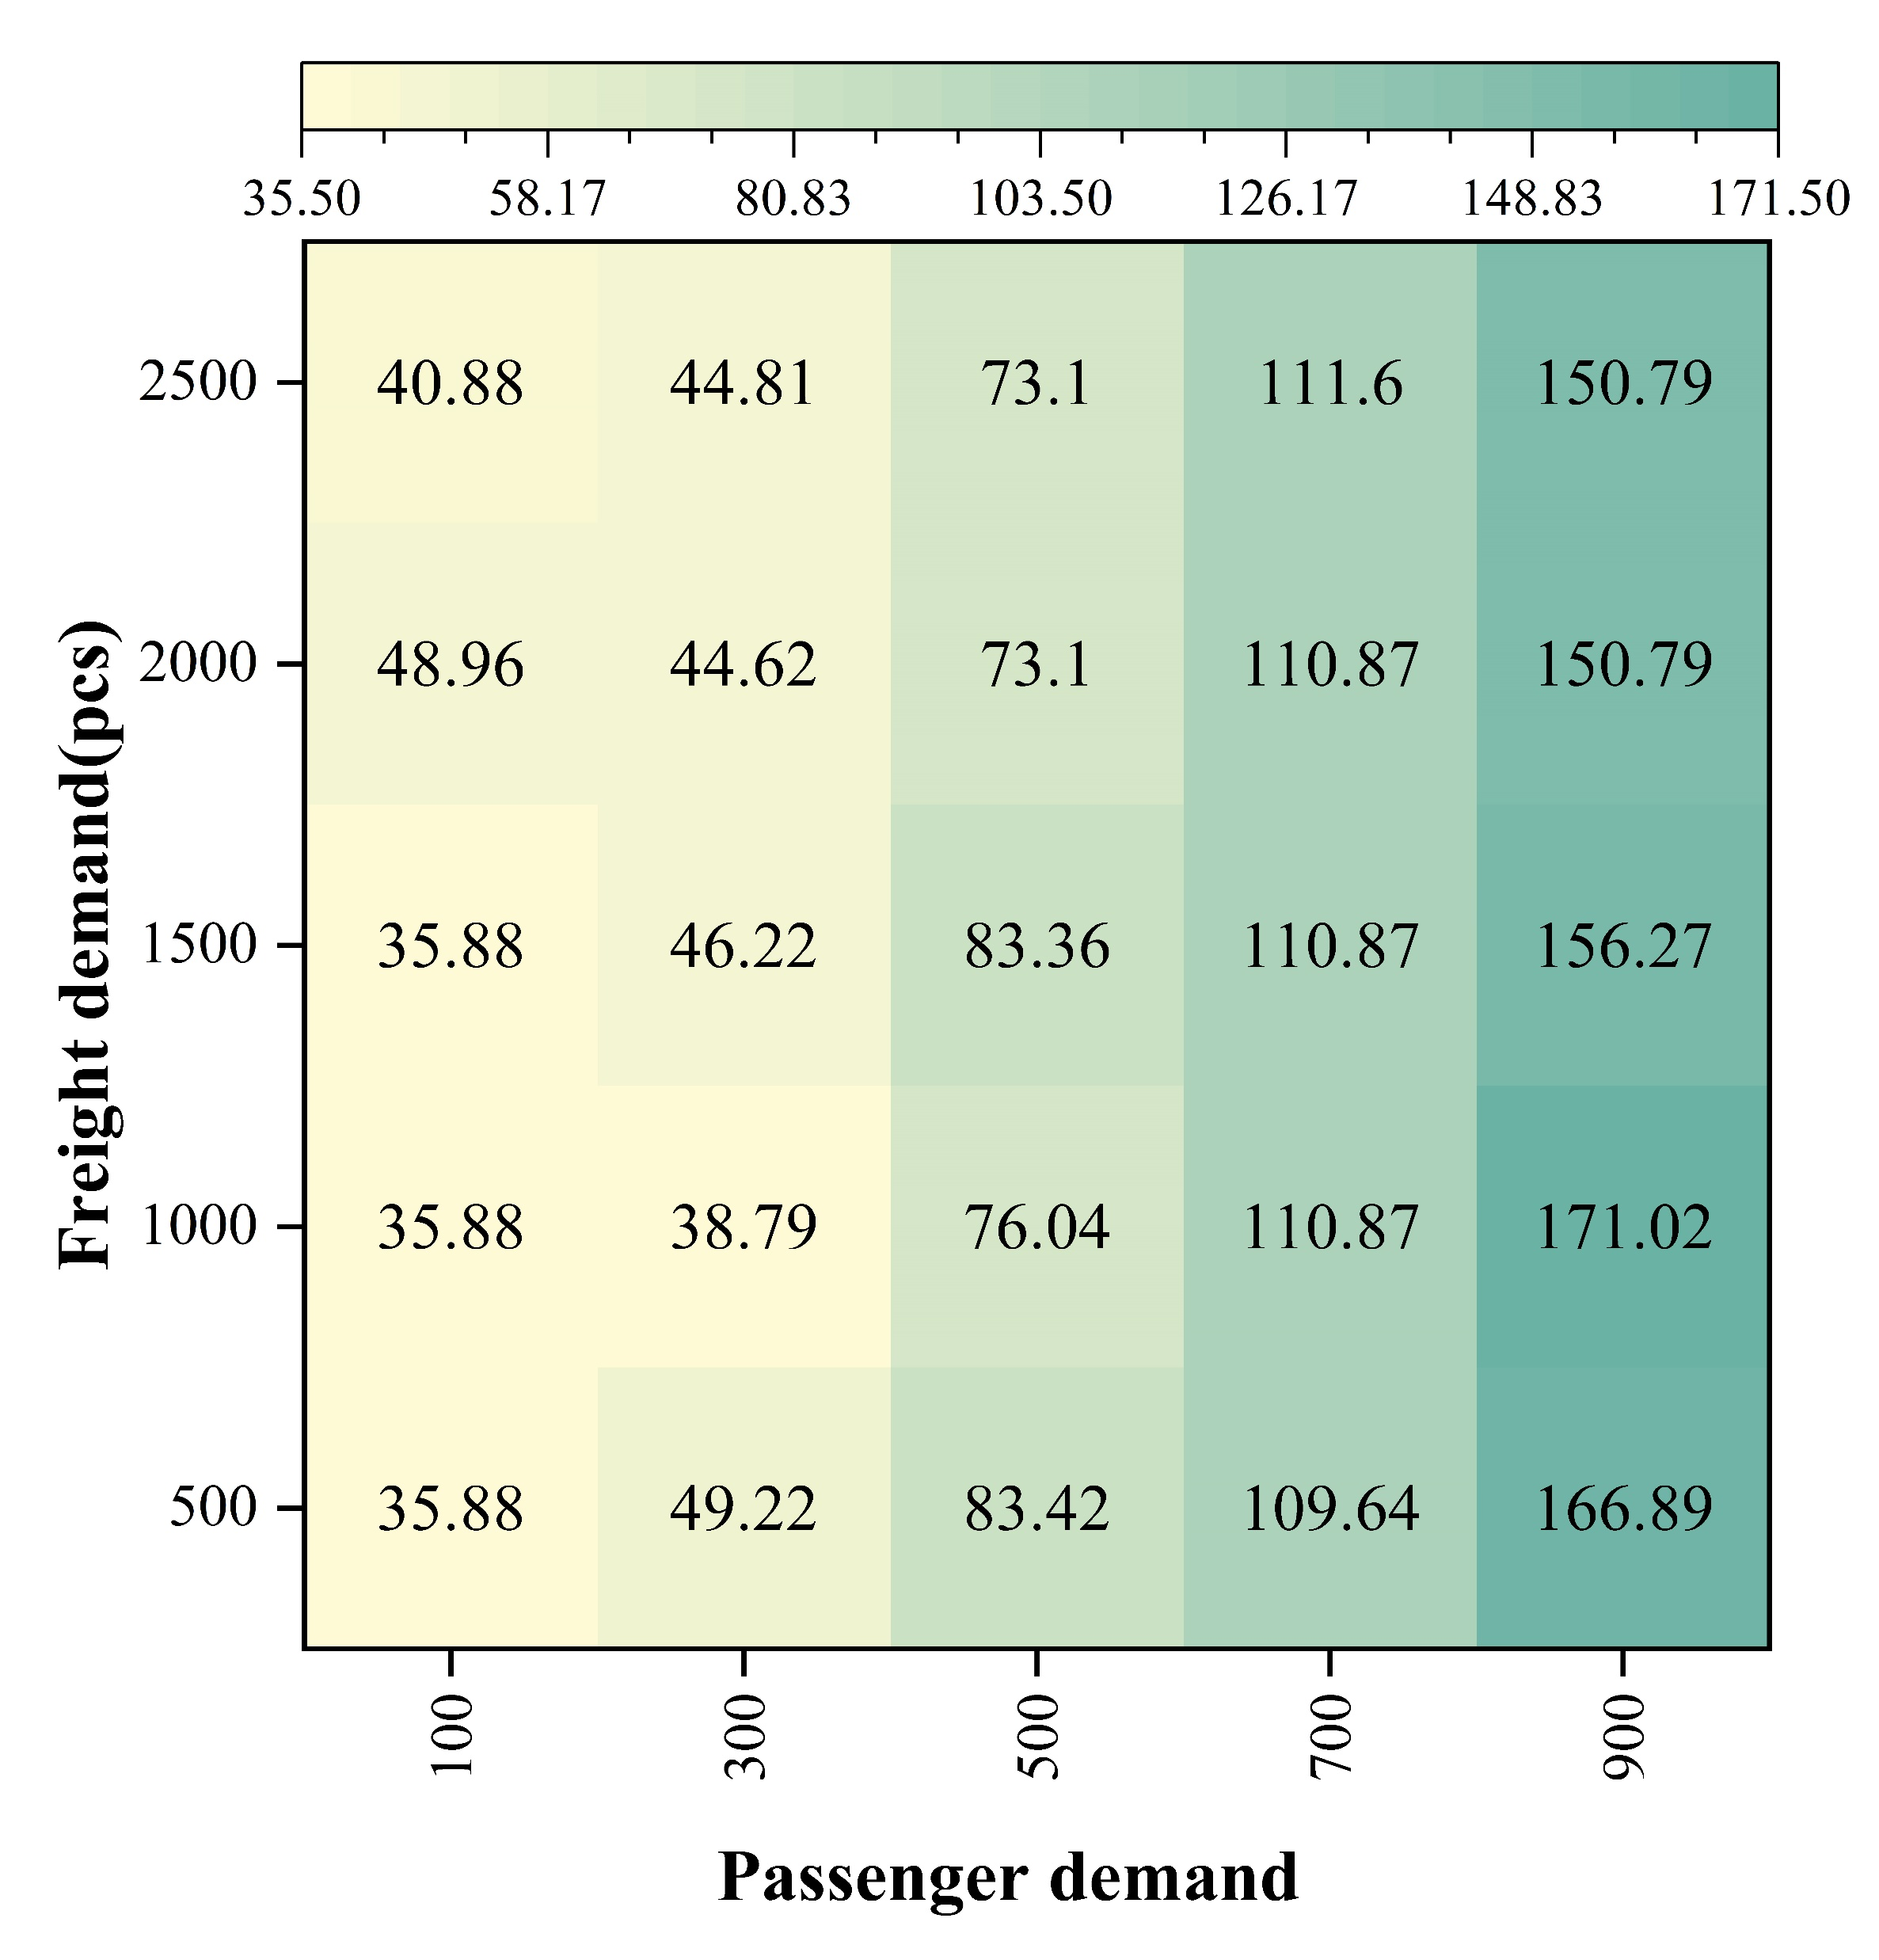 35.50 58.17 80.83 103.50 126.17 148.83 171.50
2500 40.88 44.81 73.1 111.6 150.79
2000 48.96 44.62 73.1 110.87 150.79
1500 35.88 46.22 83.36 110.87 156.27
1000 35.88 38.79 76.04 110.87 171.02
500 35.88 49.22 83.42 109.64 166.89
Freight demand(pcs)
100 300 500 700 900
Passenger demand